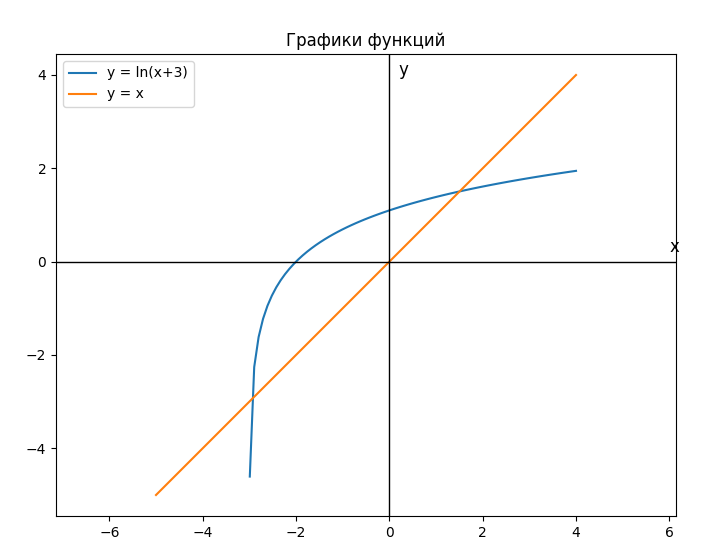 Графики функций
y = ln(x+3)
y = x
y
x
4
2
0
−2
−4
−6 −4 −2 0 2 4 6